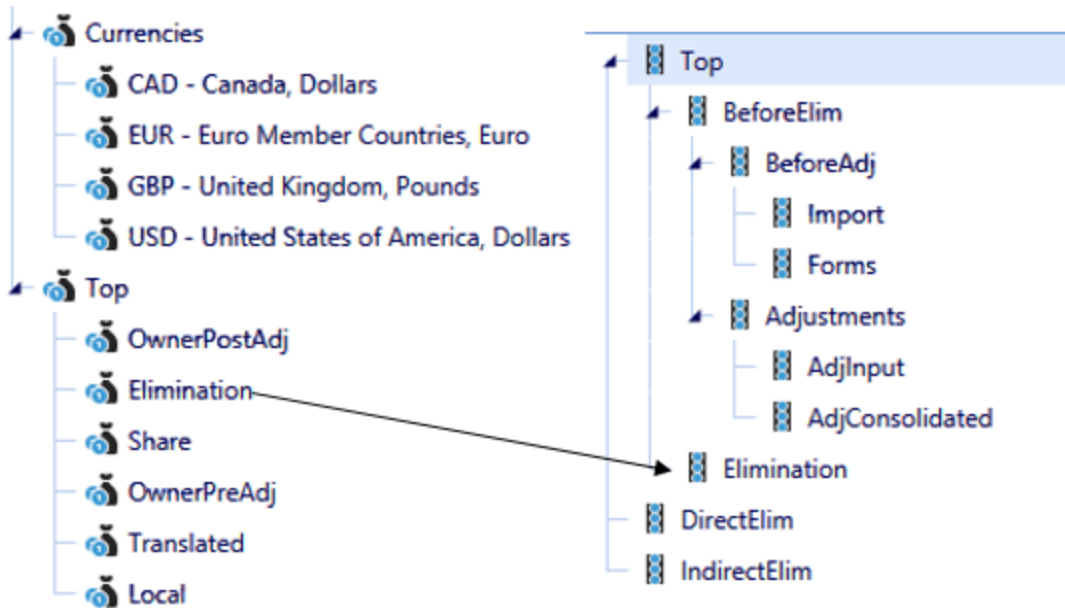 Currencies
CAD - Canada, Dollars
EUR - Euro Member Countries, Euro
GBP - United Kingdom, Pounds
USD - United States of America, Dollars
Top
OwnerPostAdj
Elimination
Share
OwnerPreAdj
Translated
Local
Top
BeforeElim
BeforeAdj
Import
Forms
Adjustments
AdjInput
AdjConsolidated
Elimination
DirectElim
IndirectElim